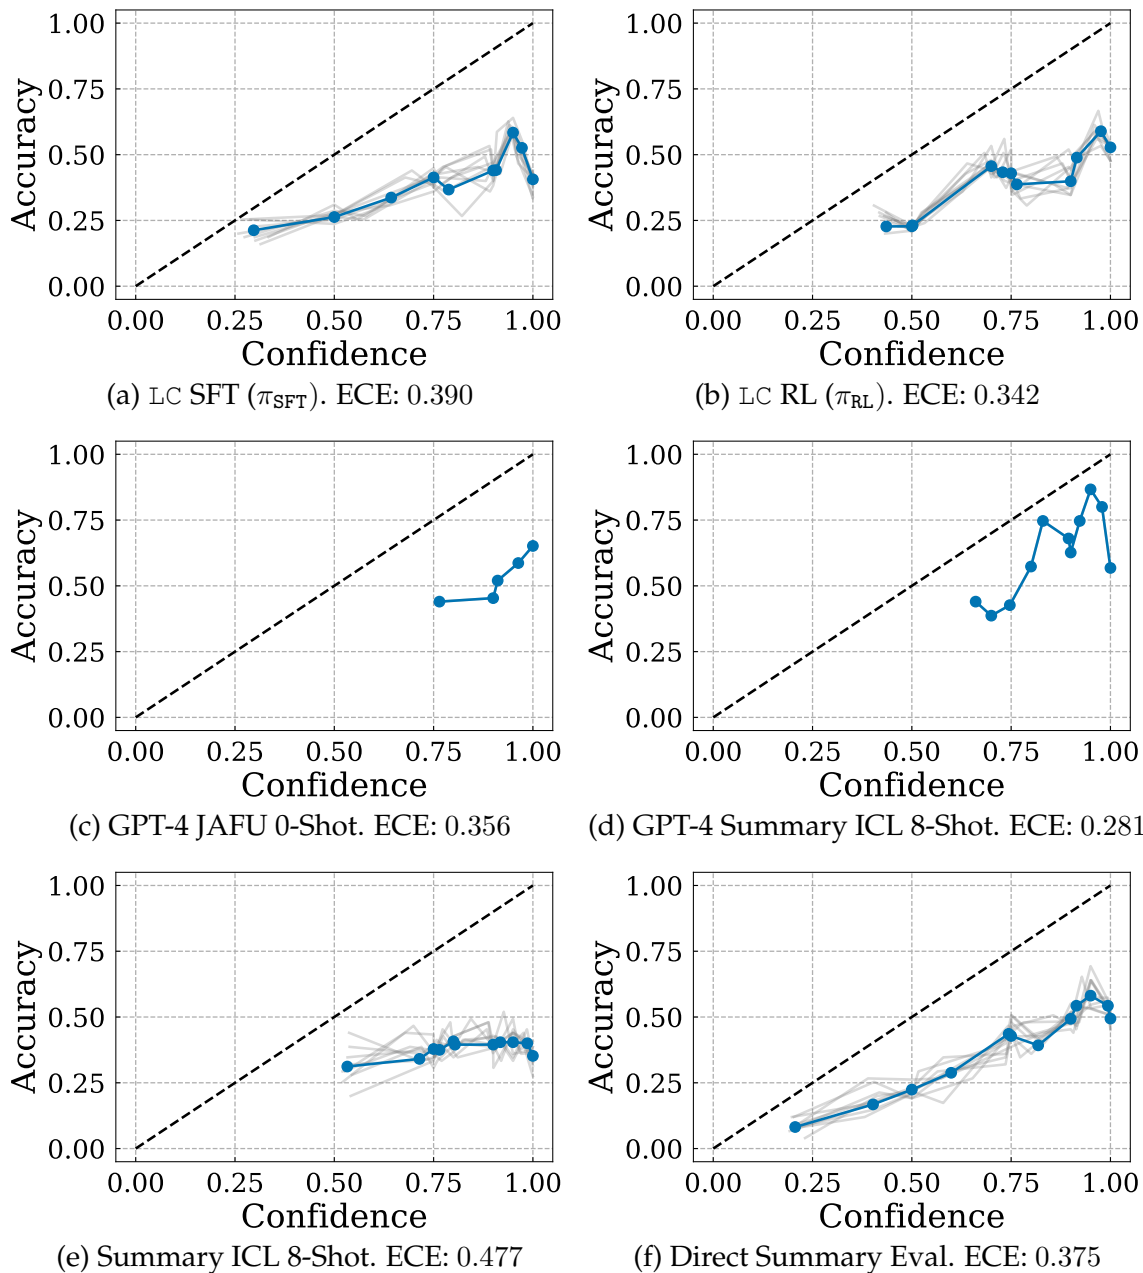 1.00
0.75
0.50
0.25
0.00
Accuracy
0.00 0.25 0.50 0.75 1.00
Confidence
(a) LC SFT (π_SFT). ECE: 0.390
1.00
0.75
0.50
0.25
0.00
Accuracy
0.00 0.25 0.50 0.75 1.00
Confidence
(b) LC RL (π_RL). ECE: 0.342
1.00
0.75
0.50
0.25
0.00
Accuracy
0.00 0.25 0.50 0.75 1.00
Confidence
(c) GPT-4 JAFU 0-Shot. ECE: 0.356
1.00
0.75
0.50
0.25
0.00
Accuracy
0.00 0.25 0.50 0.75 1.00
Confidence
(d) GPT-4 Summary ICL 8-Shot. ECE: 0.281
1.00
0.75
0.50
0.25
0.00
Accuracy
0.00 0.25 0.50 0.75 1.00
Confidence
(e) Summary ICL 8-Shot. ECE: 0.477
1.00
0.75
0.50
0.25
0.00
Accuracy
0.00 0.25 0.50 0.75 1.00
Confidence
(f) Direct Summary Eval. ECE: 0.375